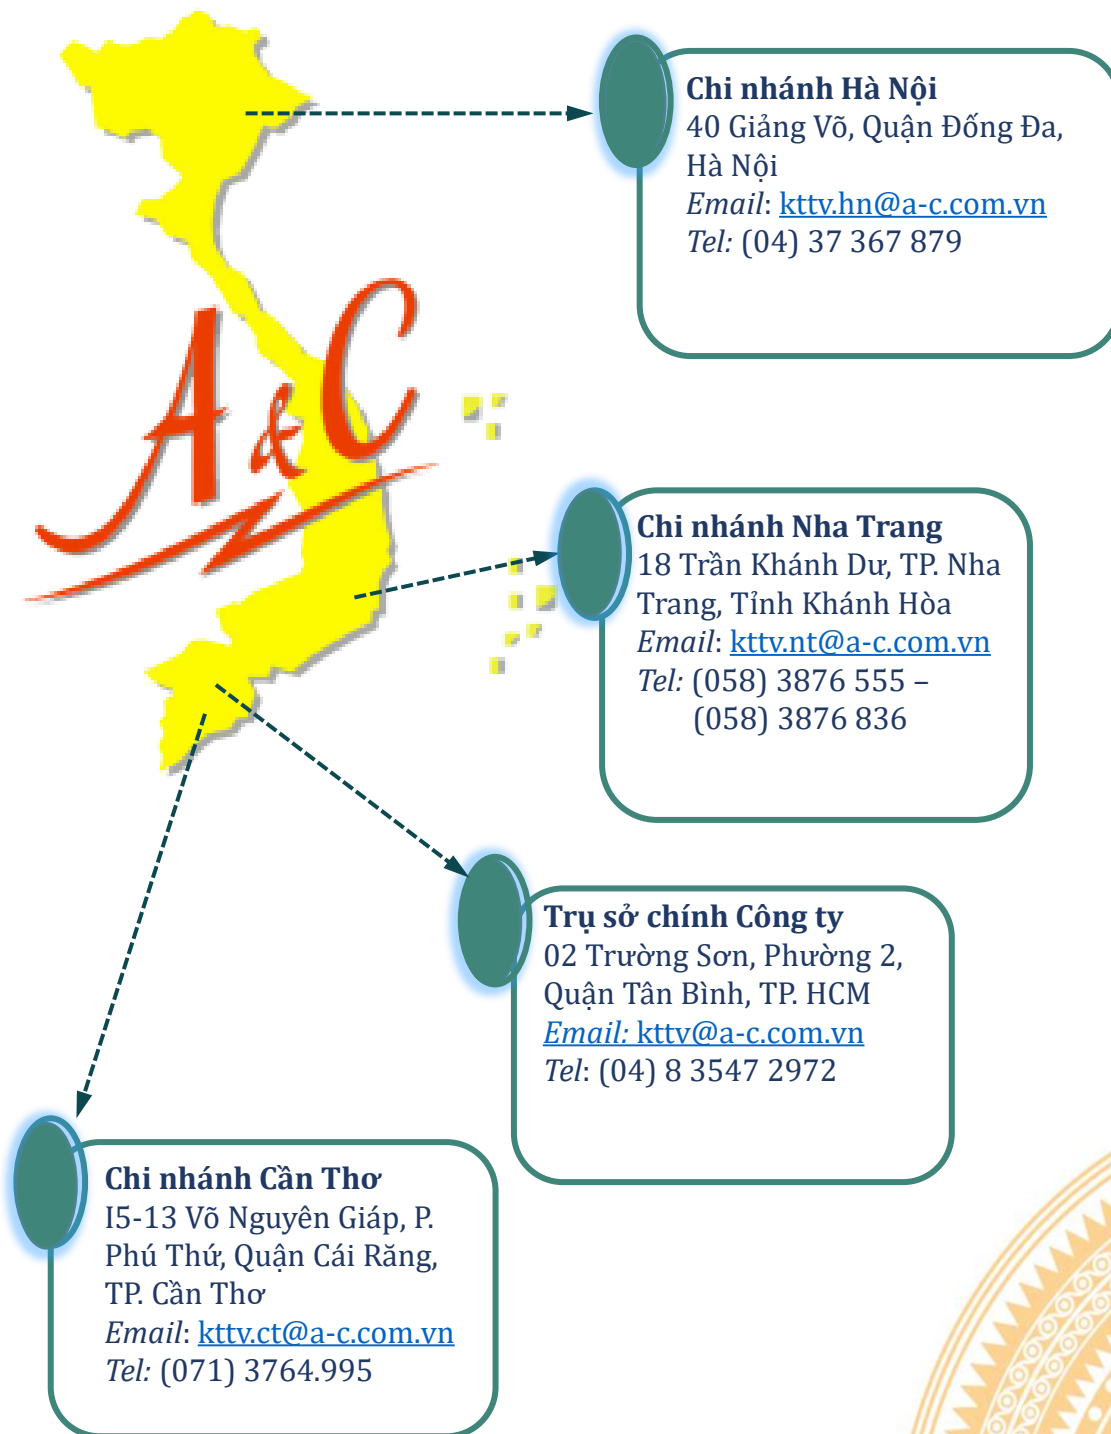 Chi nhánh Hà Nội
40 Giảng Võ, Quận Đống Đa,
Hà Nội
Email: kttv.hn@a-c.com.vn
Tel: (04) 37 367 879
A & C
Chi nhánh Nha Trang
18 Trần Khánh Dư, TP. Nha
Trang, Tỉnh Khánh Hòa
Email: kttv.nt@a-c.com.vn
Tel: (058) 3876 555 –
(058) 3876 836
Trụ sở chính Công ty
02 Trường Sơn, Phường 2,
Quận Tân Bình, TP. HCM
Email: kttv@a-c.com.vn
Tel: (04) 8 3547 2972
Chi nhánh Cần Thơ
I5-13 Võ Nguyên Giáp, P.
Phú Thứ, Quận Cái Răng,
TP. Cần Thơ
Email: kttv.ct@a-c.com.vn
Tel: (071) 3764.995